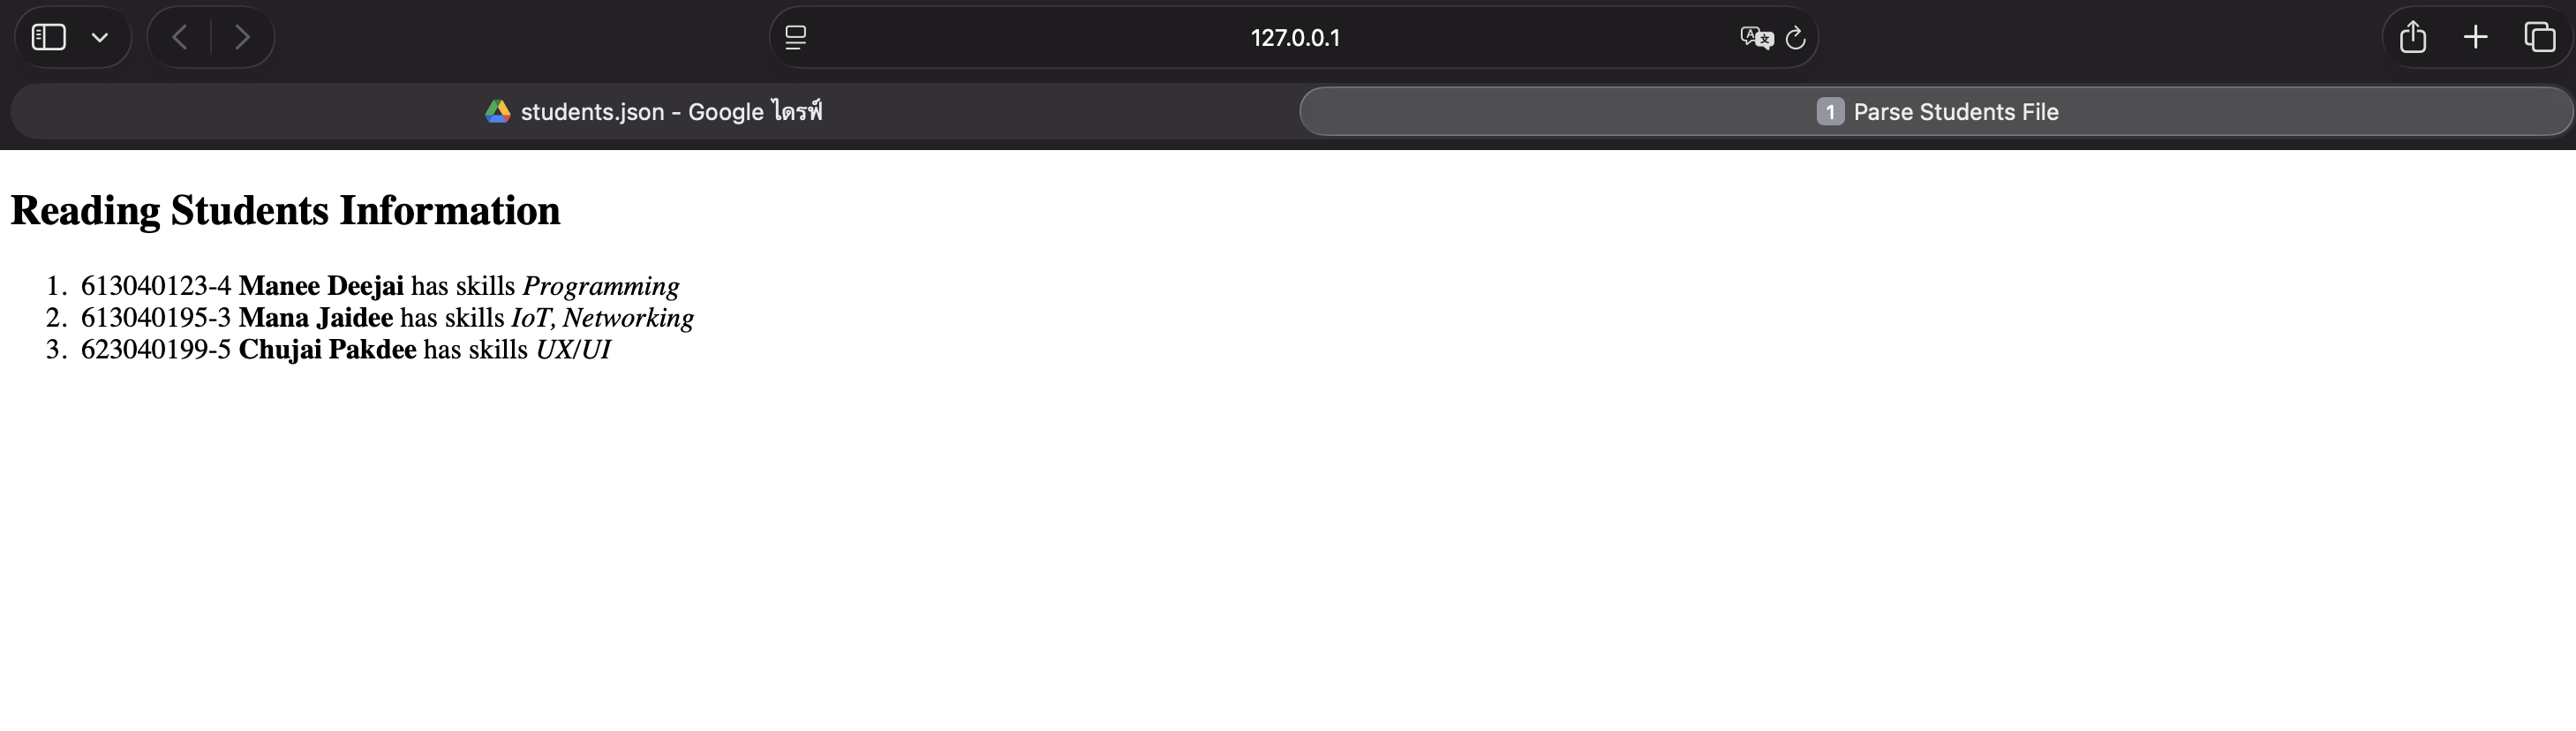 127.0.0.1
students.json - Google ไดรฟ์
1 Parse Students File
Reading Students Information
1. 613040123-4 Manee Deejai has skills Programming
2. 613040195-3 Mana Jaidee has skills IoT, Networking
3. 623040199-5 Chujai Pakdee has skills UX/UI